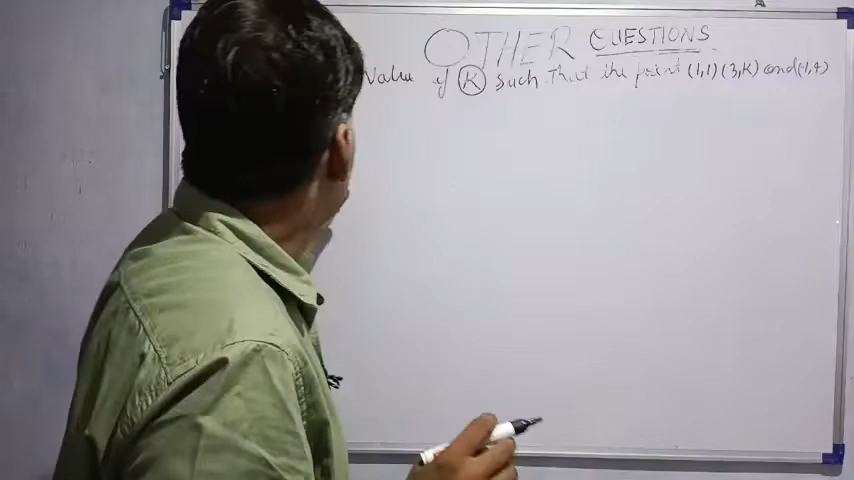 OTHER QUESTIONS
Value of K such that the point (1,1) (3,K) and (-1,4)